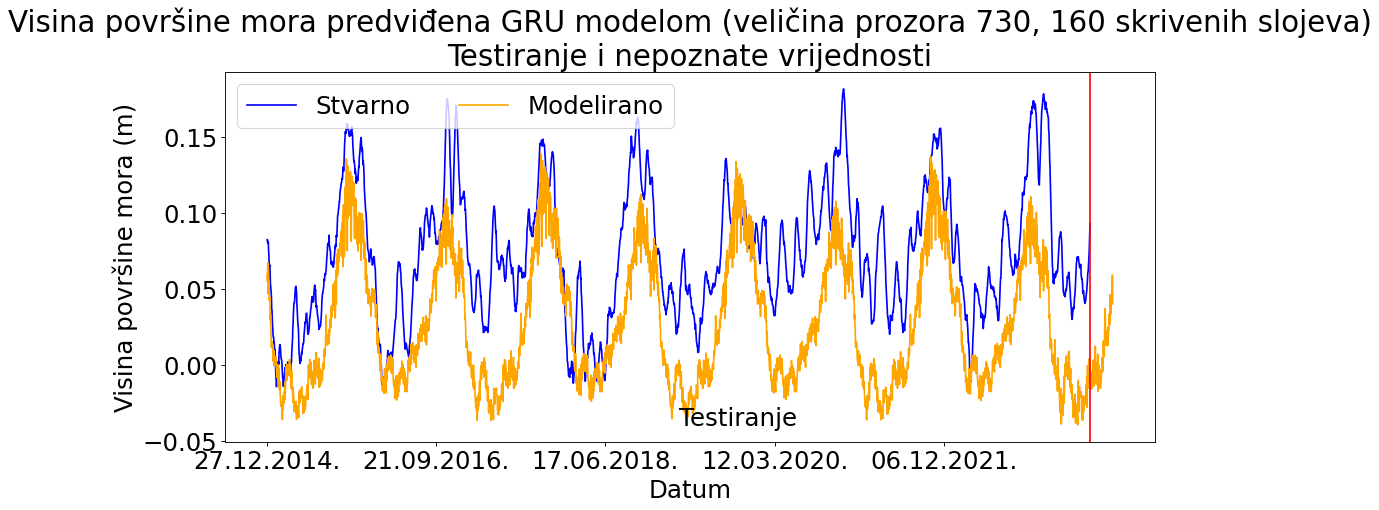 Visina površine mora predviđena GRU modelom (veličina prozora 730, 160 skrivenih slojeva)
Testiranje i nepoznate vrijednosti
Stvarno
Modelirano
Visina površine mora (m)
0.15
0.10
0.05
0.00
−0.05
Testiranje
27.12.2014.
21.09.2016.
17.06.2018.
12.03.2020.
06.12.2021.
Datum